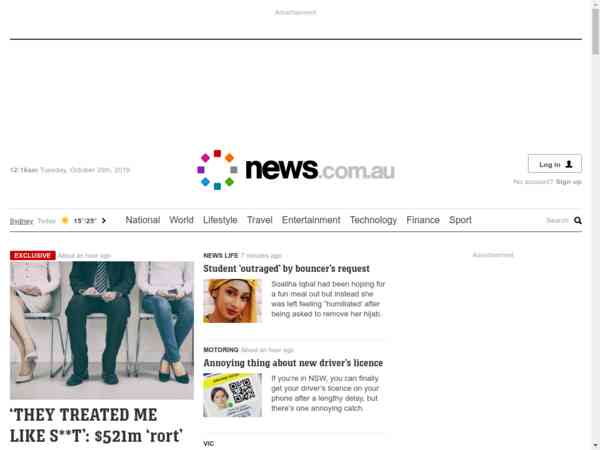 Advertisement
12:16am Tuesday, October 29th, 2019
news.com.au
Log in
No account? Sign up
Sydney Today 15°/25° National World Lifestyle Travel Entertainment Technology Finance Sport Search
EXCLUSIVE About an hour ago
‘THEY TREATED ME
LIKE S**T’: $521m ‘rort’
NEWS LIFE 7 minutes ago
Student ‘outraged’ by bouncer’s request
Soaliha Iqbal had been hoping for
a fun meal out but instead she
was left feeling “humiliated’ after
being asked to remove her hijab.
MOTORING About an hour ago
Annoying thing about new driver’s licence
If you’re in NSW, you can finally
get your driver’s licence on your
phone after a lengthy delay, but
there’s one annoying catch.
VIC
Advertisement